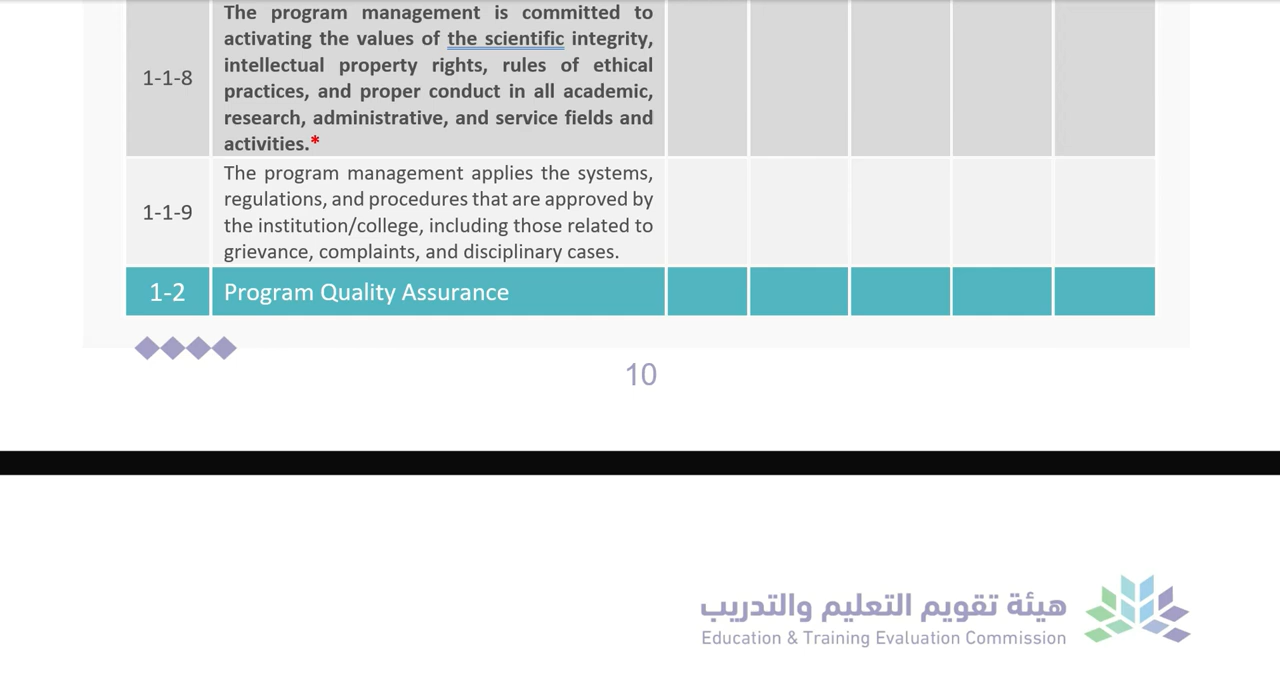 The program management is committed to
activating the values of the scientific integrity,
intellectual property rights, rules of ethical
1-1-8
practices, and proper conduct in all academic,
research, administrative, and service fields and
activities.*
The program management applies the systems,
regulations, and procedures that are approved by
1-1-9
the institution/college, including those related to
grievance, complaints, and disciplinary cases.
1-2 Program Quality Assurance
10
هيئة تقويم التعليم والتدريب
Education & Training Evaluation Commission